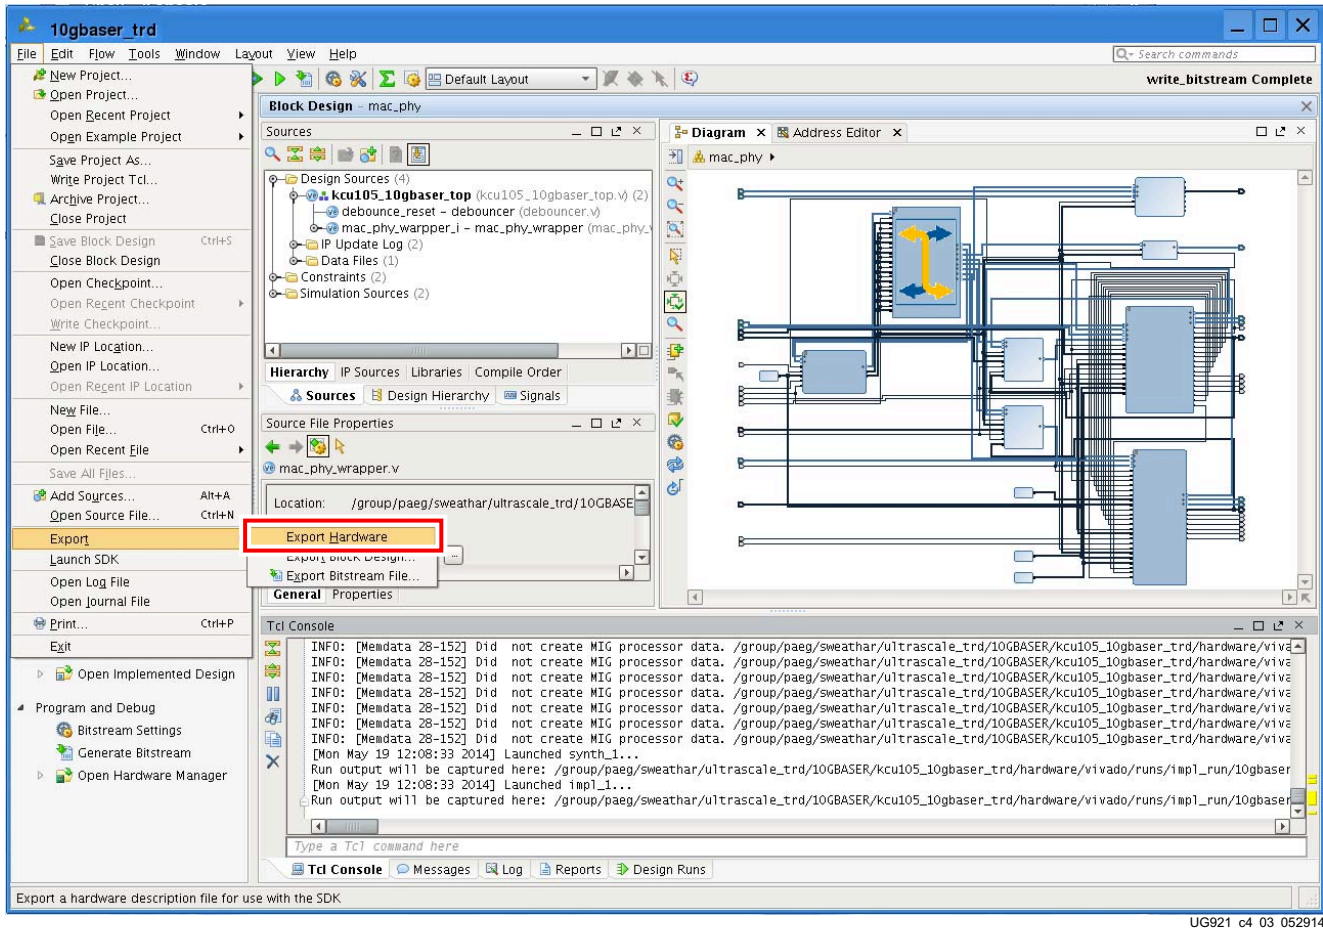 10gbaser_trd
File Edit Flow Tools Window Layout View Help
Search commands
Default Layout
write_bitstream Complete
New Project...
Open Project...
Open Recent Project
Open Example Project
Save Project As...
Write Project Tcl...
Archive Project...
Close Project
Save Block Design Ctrl+S
Close Block Design
Open Checkpoint...
Open Recent Checkpoint
Write Checkpoint...
New IP Location...
Open IP Location...
Open Recent IP Location
New File...
Open File... Ctrl+O
Open Recent File
Save All Files...
Add Sources... Alt+A
Open Source File... Ctrl+N
Export
Launch SDK
Open Log File
Open Journal File
Print... Ctrl+P
Exit
Export Hardware
Export Block Design...
Export Bitstream File...
Open Implemented Design
Program and Debug
Bitstream Settings
Generate Bitstream
Open Hardware Manager
Block Design - mac_phy
Sources
Design Sources (4)
kcu105_10gbaser_top (kcu105_10gbaser_top.v) (2)
debounce_reset - debouncer (debouncer.v)
mac_phy_warpper_i - mac_phy_wrapper (mac_phy_
IP Update Log (2)
Data Files (1)
Constraints (2)
Simulation Sources (2)
Hierarchy IP Sources Libraries Compile Order
Sources Design Hierarchy Signals
Source File Properties
mac_phy_wrapper.v
Location: /group/paeg/sweathar/ultrascale_trd/10GBASE
General Properties
Diagram Address Editor
mac_phy
Tcl Console
INFO: [Memdata 28-152] Did not create MIG processor data. /group/paeg/sweathar/ultrascale_trd/10GBASER/kcu105_10gbaser_trd/hardware/viva
INFO: [Memdata 28-152] Did not create MIG processor data. /group/paeg/sweathar/ultrascale_trd/10GBASER/kcu105_10gbaser_trd/hardware/viva
INFO: [Memdata 28-152] Did not create MIG processor data. /group/paeg/sweathar/ultrascale_trd/10GBASER/kcu105_10gbaser_trd/hardware/viva
INFO: [Memdata 28-152] Did not create MIG processor data. /group/paeg/sweathar/ultrascale_trd/10GBASER/kcu105_10gbaser_trd/hardware/viva
INFO: [Memdata 28-152] Did not create MIG processor data. /group/paeg/sweathar/ultrascale_trd/10GBASER/kcu105_10gbaser_trd/hardware/viva
INFO: [Memdata 28-152] Did not create MIG processor data. /group/paeg/sweathar/ultrascale_trd/10GBASER/kcu105_10gbaser_trd/hardware/viva
INFO: [Memdata 28-152] Did not create MIG processor data. /group/paeg/sweathar/ultrascale_trd/10GBASER/kcu105_10gbaser_trd/hardware/viva
[Mon May 19 12:08:33 2014] Launched synth_1...
Run output will be captured here: /group/paeg/sweathar/ultrascale_trd/10GBASER/kcu105_10gbaser_trd/hardware/vivado/runs/impl_run/10gbaser
[Mon May 19 12:08:33 2014] Launched impl_1...
Run output will be captured here: /group/paeg/sweathar/ultrascale_trd/10GBASER/kcu105_10gbaser_trd/hardware/vivado/runs/impl_run/10gbaser
Type a Tcl command here
Tcl Console Messages Log Reports Design Runs
Export a hardware description file for use with the SDK
UG921_c4_03_052914